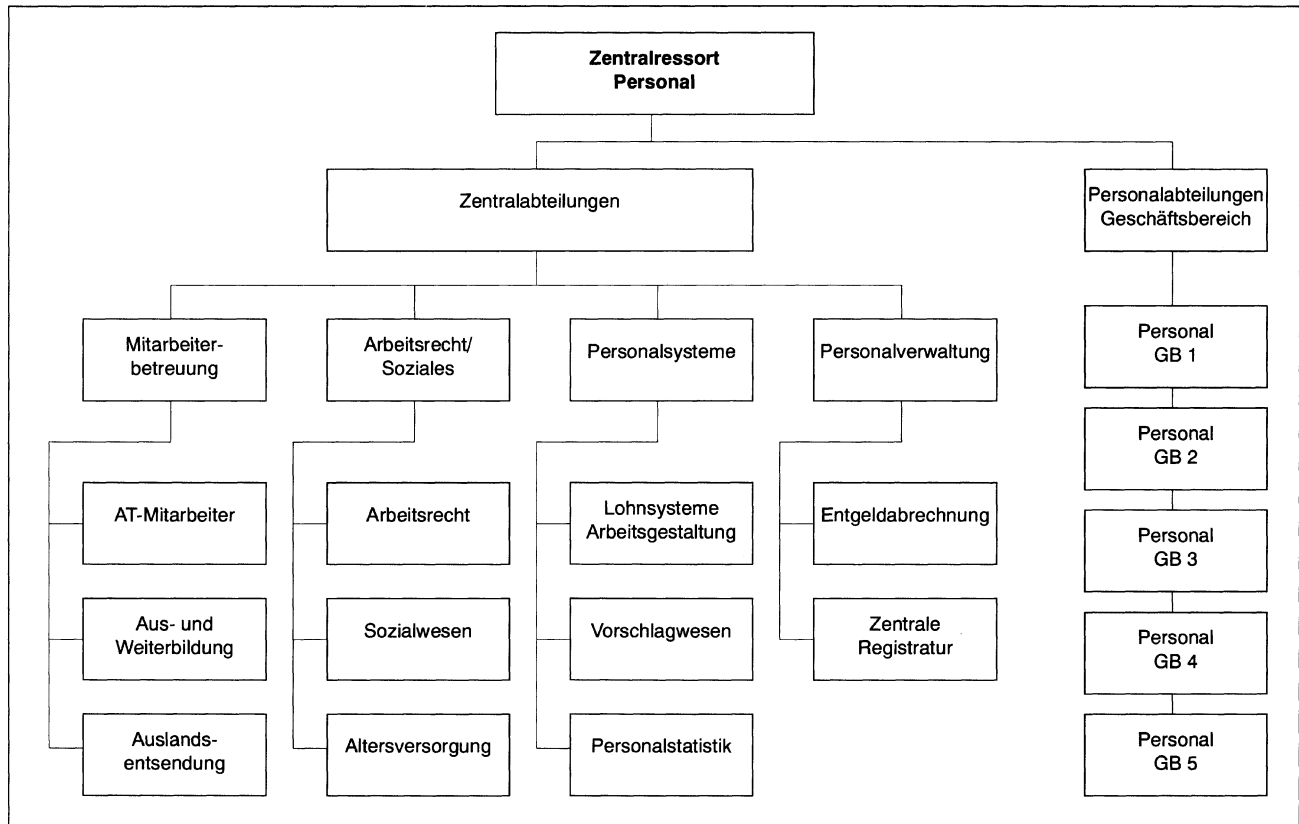 Zentralressort
Personal
Zentralabteilungen
Personalabteilungen
Geschäftsbereich
Mitarbeiter-
betreuung
Arbeitsrecht/
Soziales
Personalsysteme
Personalverwaltung
Personal
GB 1
Personal
GB 2
AT-Mitarbeiter
Arbeitsrecht
Lohnsysteme
Arbeitsgestaltung
Entgeldabrechnung
Personal
GB 3
Aus- und
Weiterbildung
Sozialwesen
Vorschlagwesen
Zentrale
Registratur
Personal
GB 4
Auslands-
entsendung
Altersversorgung
Personalstatistik
Personal
GB 5